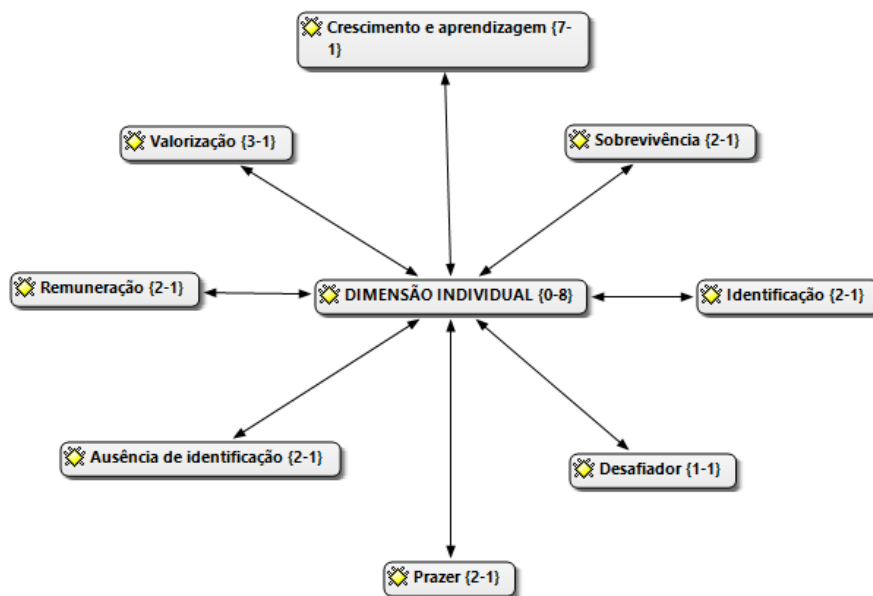 Crescimento e aprendizagem {7-
1}
Valorização {3-1}
Sobrevivência {2-1}
Remuneração {2-1}
DIMENSÃO INDIVIDUAL {0-8}
Identificação {2-1}
Ausência de identificação {2-1}
Desafiador {1-1}
Prazer {2-1}